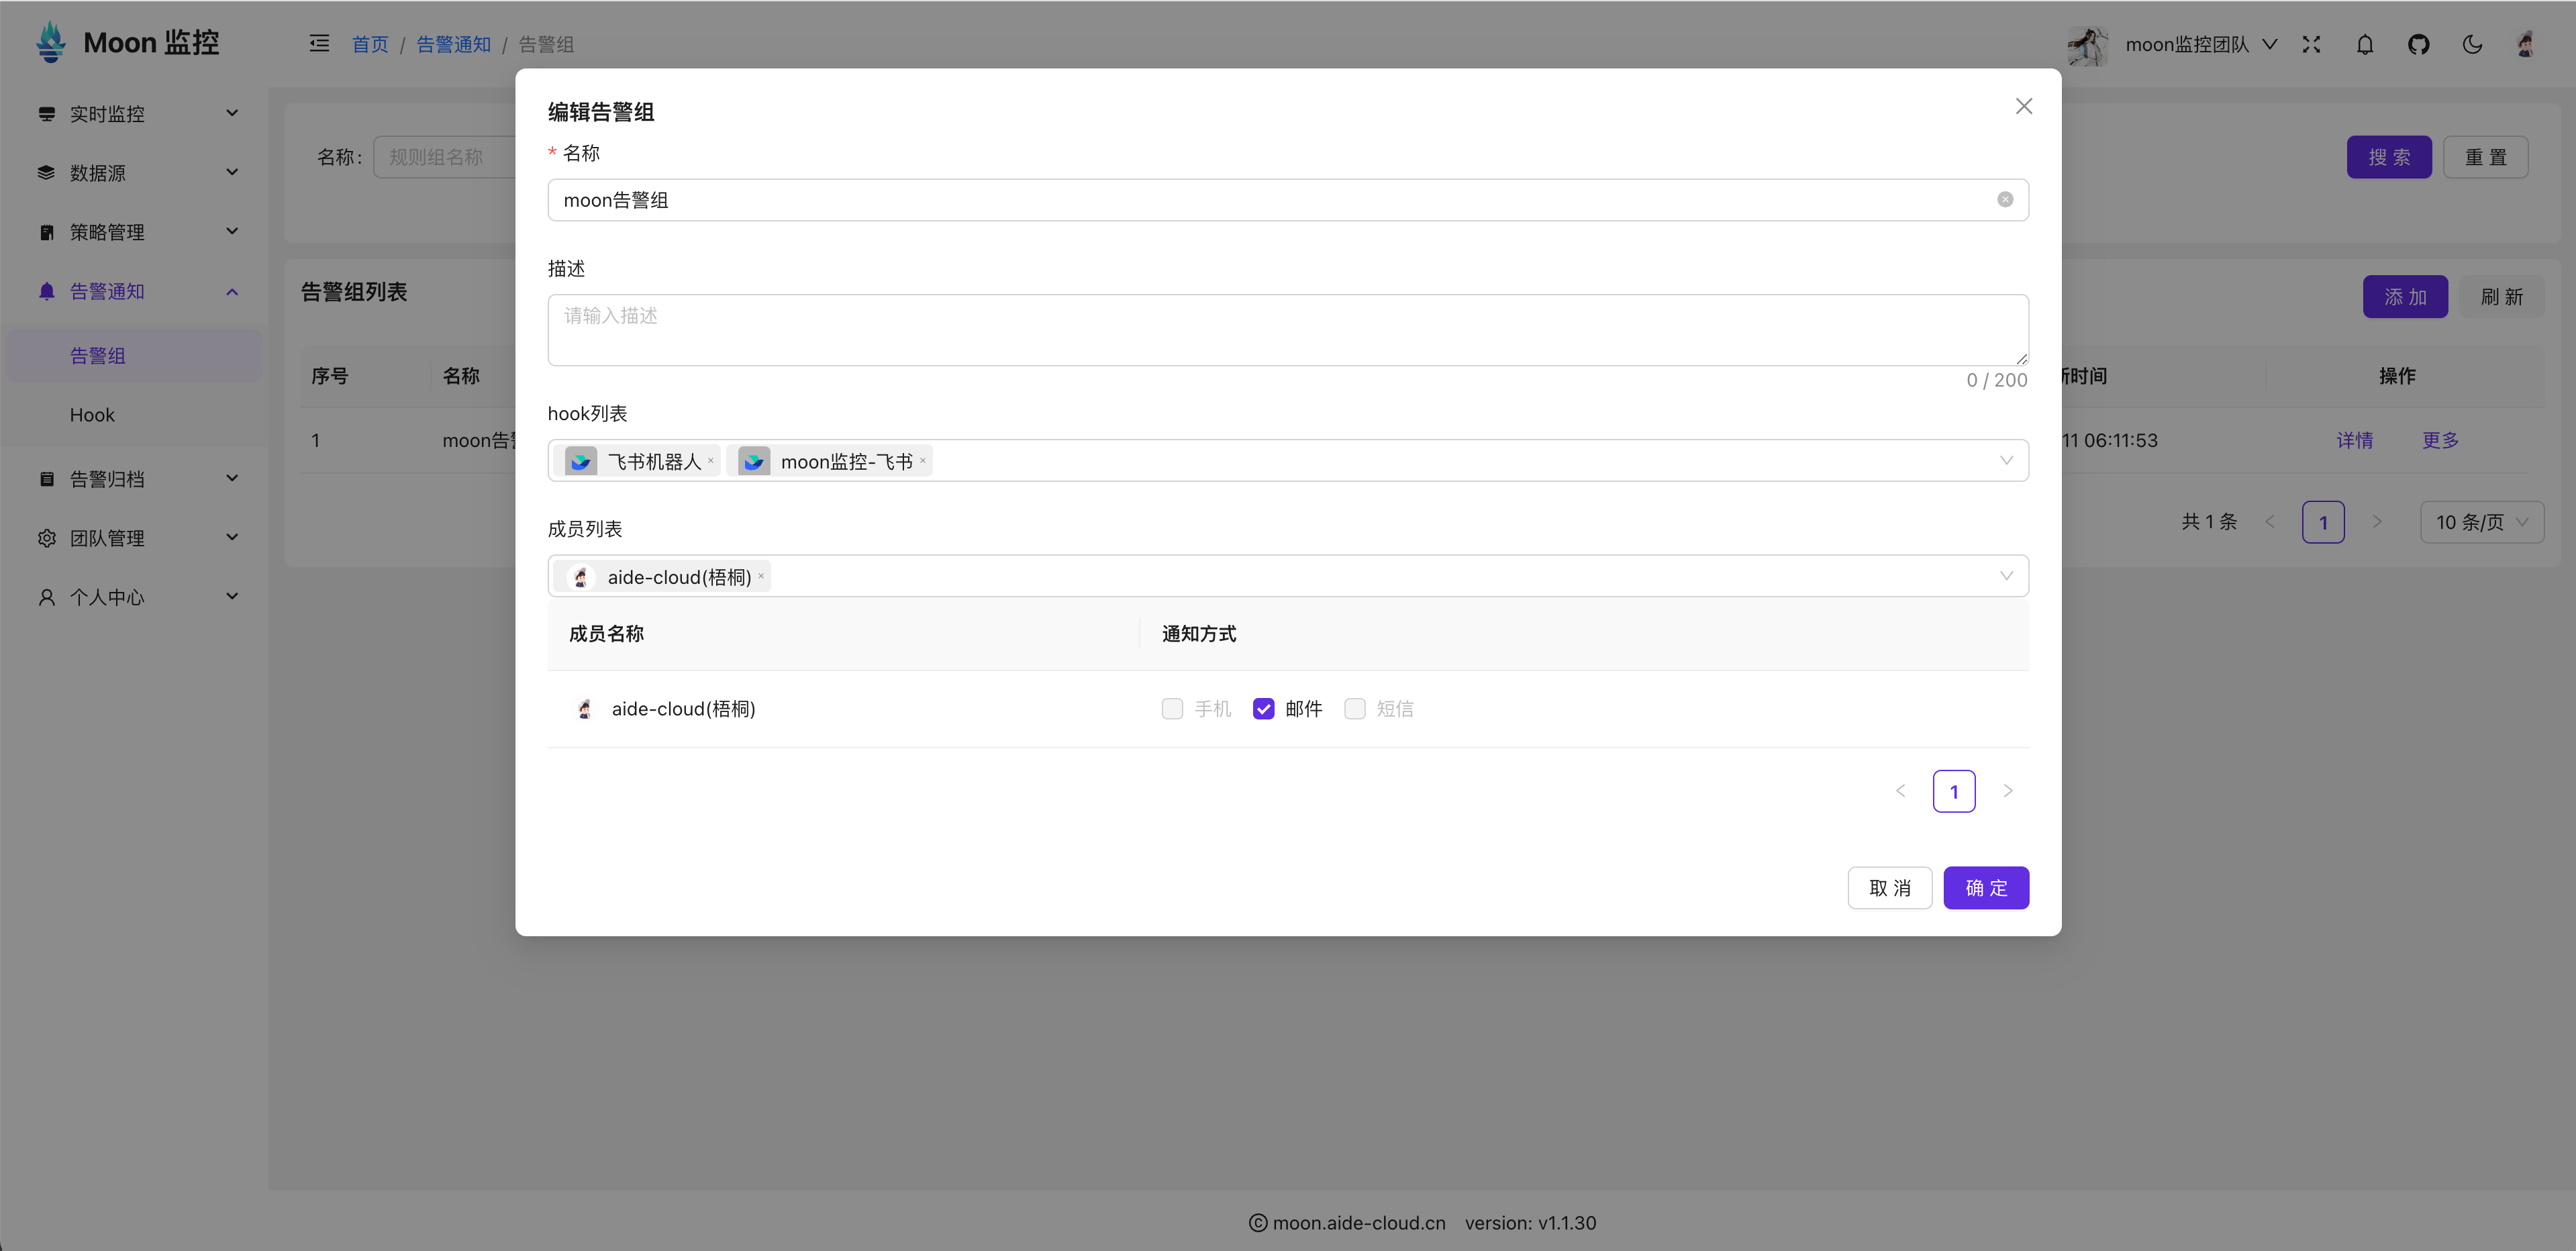 Moon 监控
首页 / 告警通知 / 告警组
moon监控团队
实时监控
数据源
策略管理
告警通知
告警组
Hook
告警归档
团队管理
个人中心
名称:
规则组名称
搜 索
重 置
告警组列表
添 加
刷 新
序号 名称 新时间 操作
1 moon告警 11 06:11:53 详情 更多
共 1 条 1 10 条/页
编辑告警组
* 名称
moon告警组
描述
请输入描述
0 / 200
hook列表
飞书机器人 moon监控-飞书
成员列表
aide-cloud(梧桐)
成员名称 通知方式
aide-cloud(梧桐) 手机 邮件 短信
1
取 消 确 定
© moon.aide-cloud.cn version: v1.1.30